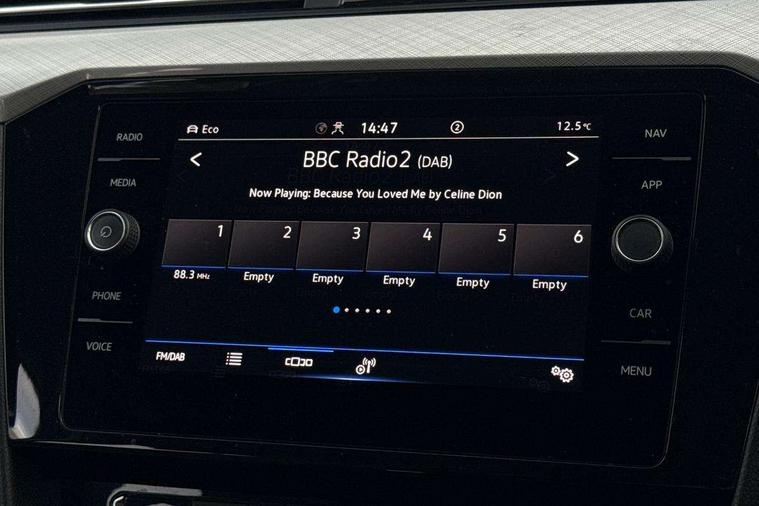 RADIO
MEDIA
PHONE
VOICE
Eco
14:47
2
12.5°C
< BBC Radio2 (DAB) >
Now Playing: Because You Loved Me by Celine Dion
1 2 3 4 5 6
88.3 MHz Empty Empty Empty Empty Empty
FM/DAB
NAV
APP
CAR
MENU